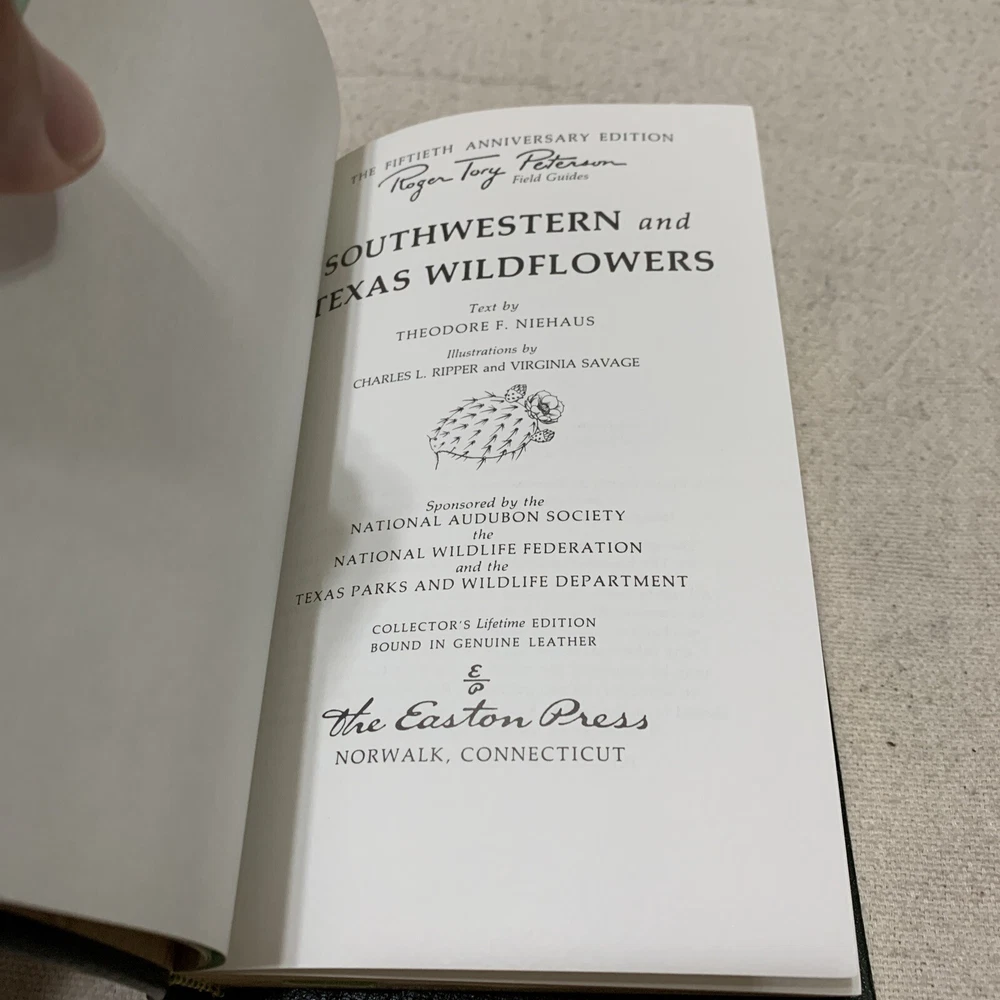 THE FIFTIETH ANNIVERSARY EDITION
Roger Tory Peterson
Field Guides
SOUTHWESTERN and
TEXAS WILDFLOWERS
Text by
THEODORE F. NIEHAUS
Illustrations by
CHARLES L. RIPPER and VIRGINIA SAVAGE
Sponsored by the
NATIONAL AUDUBON SOCIETY
the
NATIONAL WILDLIFE FEDERATION
and the
TEXAS PARKS AND WILDLIFE DEPARTMENT
COLLECTOR'S Lifetime EDITION
BOUND IN GENUINE LEATHER
E
P
The Easton Press
NORWALK, CONNECTICUT